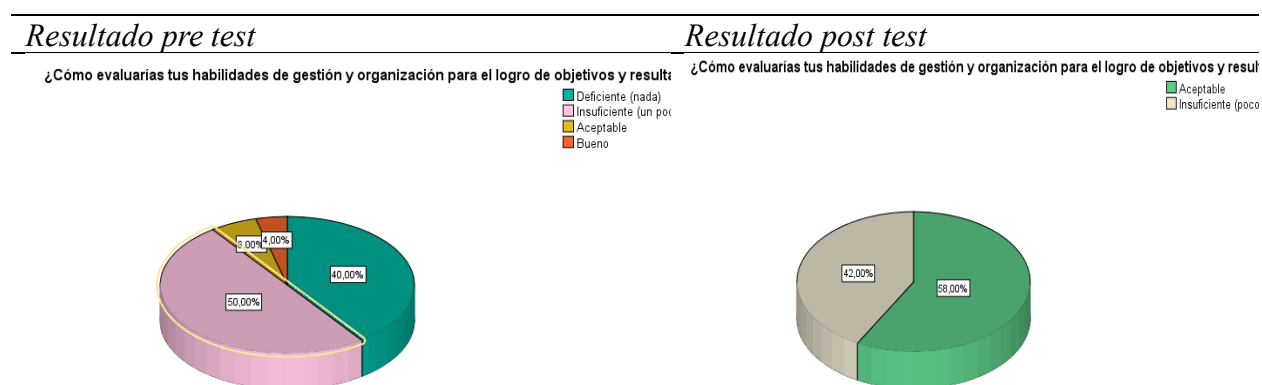 Resultado pre test
Resultado post test
¿Cómo evaluarías tus habilidades de gestión y organización para el logro de objetivos y resulta
Deficiente (nada)
Insuficiente (un poc
Aceptable
Bueno
6,00%
4,00%
40,00%
50,00%
¿Cómo evaluarías tus habilidades de gestión y organización para el logro de objetivos y resul
Aceptable
Insuficiente (poco
42,00%
58,00%